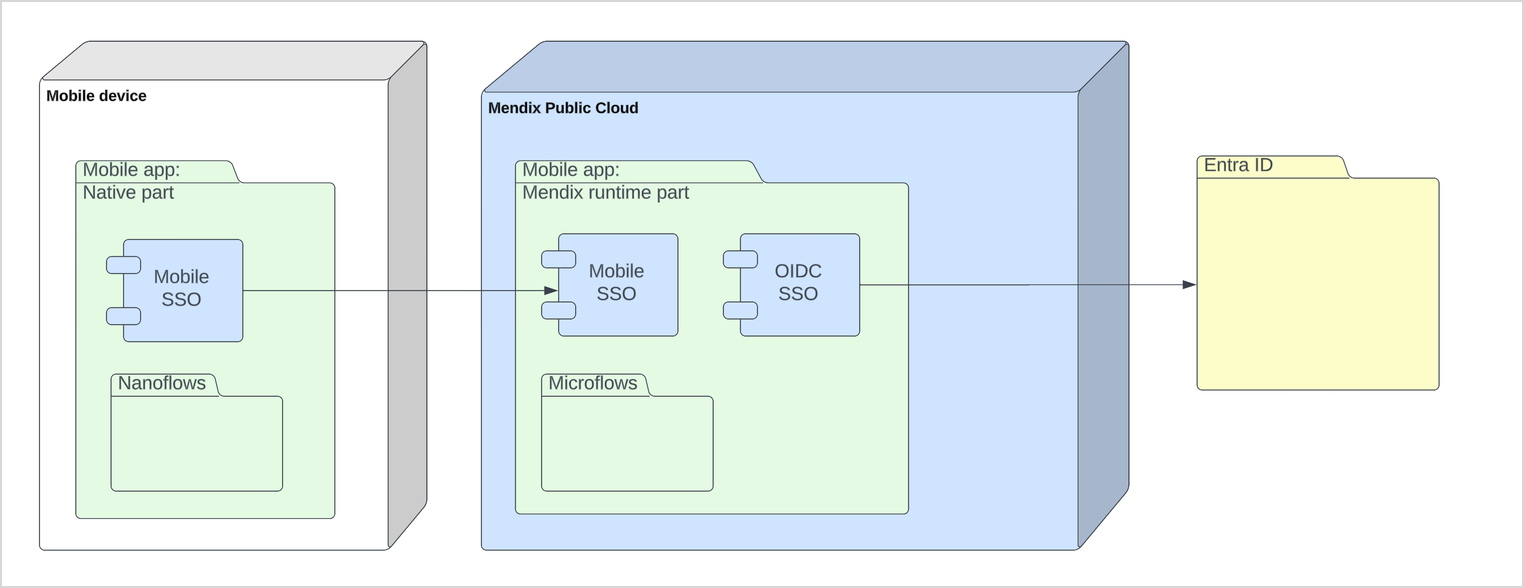 Mobile device
Mobile app:
Native part
Mobile
SSO
Nanoflows
Mendix Public Cloud
Mobile app:
Mendix runtime part
Mobile
SSO
OIDC
SSO
Microflows
Entra ID